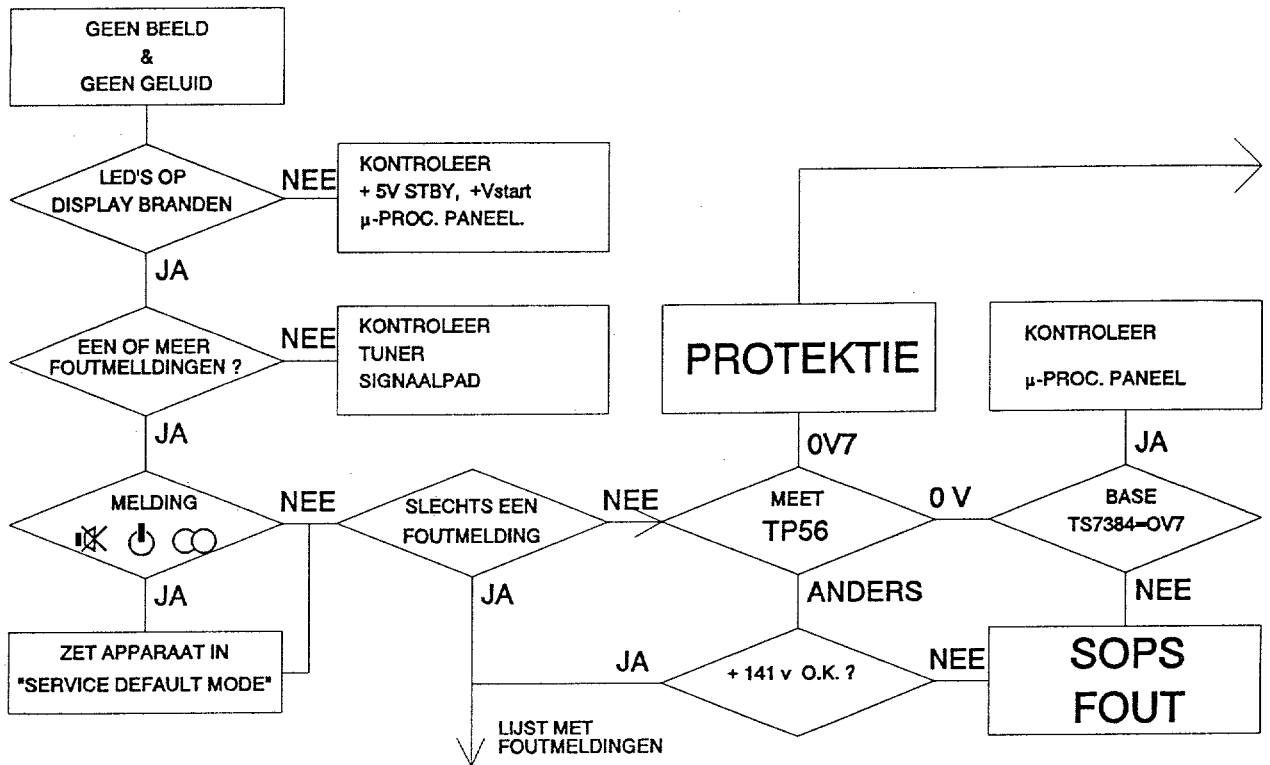 GEEN BEELD
&
GEEN GELUID
LED'S OP
DISPLAY BRANDEN
NEE
KONTROLEER
+ 5V STBY, +Vstart
µ-PROC. PANEEL.
JA
EEN OF MEER
FOUTMELLDINGEN ?
NEE
KONTROLEER
TUNER
SIGNAALPAD
JA
MELDING
NEE
JA
ZET APPARAAT IN
"SERVICE DEFAULT MODE"
SLECHTS EEN
FOUTMELDING
NEE
JA
LIJST MET
FOUTMELDINGEN
MEET
TP56
0V7
PROTEKTIE
0 V
BASE
TS7384=OV7
JA
KONTROLEER
µ-PROC. PANEEL
NEE
SOPS
FOUT
ANDERS
+ 141 v O.K. ?
JA
NEE